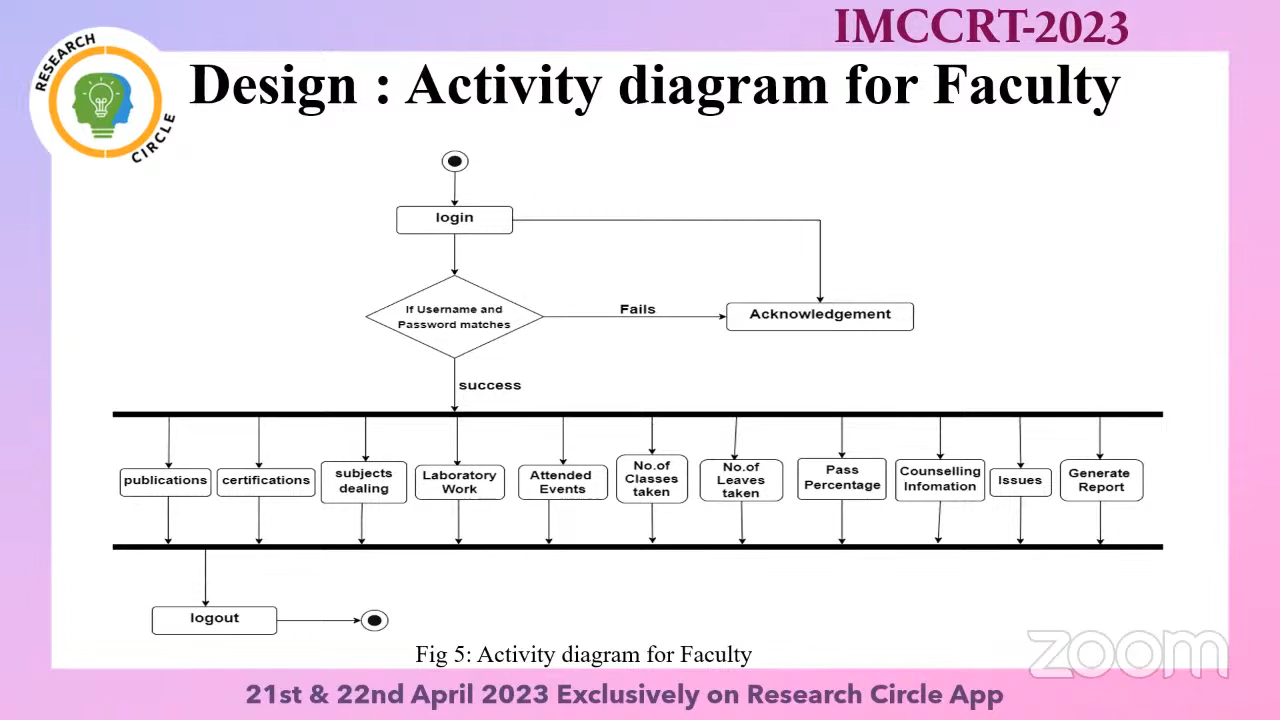 IMCCRT-2023
RESEARCH
CIRCLE
Design : Activity diagram for Faculty
login
If Username and
Password matches
Fails
Acknowledgement
success
publications
certifications
subjects
dealing
Laboratory
Work
Attended
Events
No.of
Classes
taken
No.of
Leaves
taken
Pass
Percentage
Counselling
Infomation
Issues
Generate
Report
logout
Fig 5: Activity diagram for Faculty
zoom
21st & 22nd April 2023 Exclusively on Research Circle App